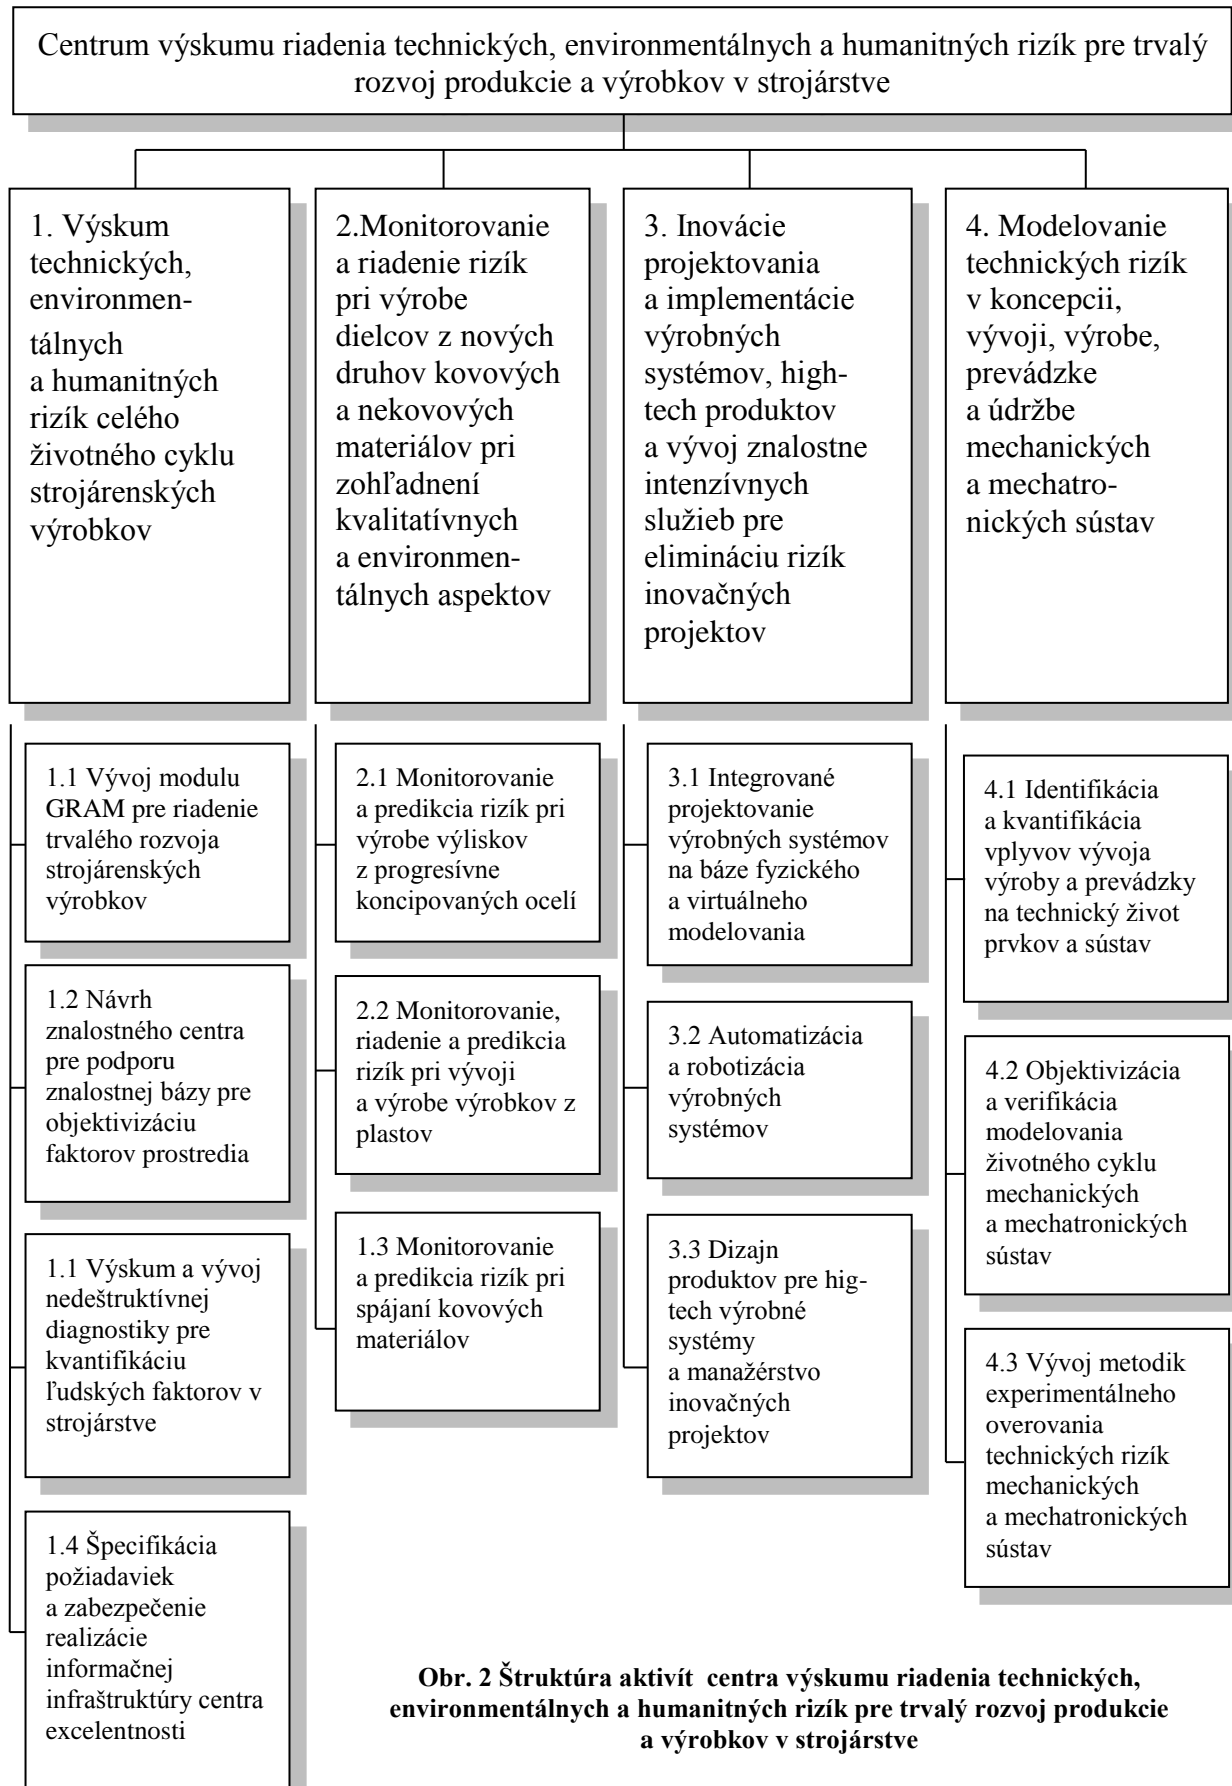 Centrum výskumu riadenia technických, environmentálnych a humanitných rizík pre trvalý
rozvoj produkcie a výrobkov v strojárstve
1. Výskum
technických,
environmen-
tálnych
a humanitných
rizík celého
životného cyklu
strojárenských
výrobkov
2.Monitorovanie
a riadenie rizík
pri výrobe
dielcov z nových
druhov kovových
a nekovových
materiálov pri
zohľadnení
kvalitatívnych
a environmen-
tálnych aspektov
3. Inovácie
projektovania
a implementácie
výrobných
systémov, high-
tech produktov
a vývoj znalostne
intenzívnych
služieb pre
elimináciu rizík
inovačných
projektov
4. Modelovanie
technických rizík
v koncepcii,
vývoji, výrobe,
prevádzke
a údržbe
mechanických
a mechatro-
nických sústav
1.1 Vývoj modulu
GRAM pre riadenie
trvalého rozvoja
strojárenských
výrobkov
1.2 Návrh
znalostného centra
pre podporu
znalostnej bázy pre
objektivizáciu
faktorov prostredia
1.1 Výskum a vývoj
nedeštruktívnej
diagnostiky pre
kvantifikáciu
ľudských faktorov v
strojárstve
1.4 Špecifikácia
požiadaviek
a zabezpečenie
realizácie
informačnej
infraštruktúry centra
excelentnosti
2.1 Monitorovanie
a predikcia rizík pri
výrobe výliskov
z progresívne
koncipovaných ocelí
2.2 Monitorovanie,
riadenie a predikcia
rizík pri vývoji
a výrobe výrobkov z
plastov
1.3 Monitorovanie
a predikcia rizík pri
spájaní kovových
materiálov
3.1 Integrované
projektovanie
výrobných systémov
na báze fyzického
a virtuálneho
modelovania
3.2 Automatizácia
a robotizácia
výrobných
systémov
3.3 Dizajn
produktov pre hig-
tech výrobné
systémy
a manažérstvo
inovačných
projektov
4.1 Identifikácia
a kvantifikácia
vplyvov vývoja
výroby a prevádzky
na technický život
prvkov a sústav
4.2 Objektivizácia
a verifikácia
modelovania
životného cyklu
mechanických
a mechatronických
sústav
4.3 Vývoj metodik
experimentálneho
overovania
technických rizík
mechanických
a mechatronických
sústav
Obr. 2 Štruktúra aktivít centra výskumu riadenia technických,
environmentálnych a humanitných rizík pre trvalý rozvoj produkcie
a výrobkov v strojárstve